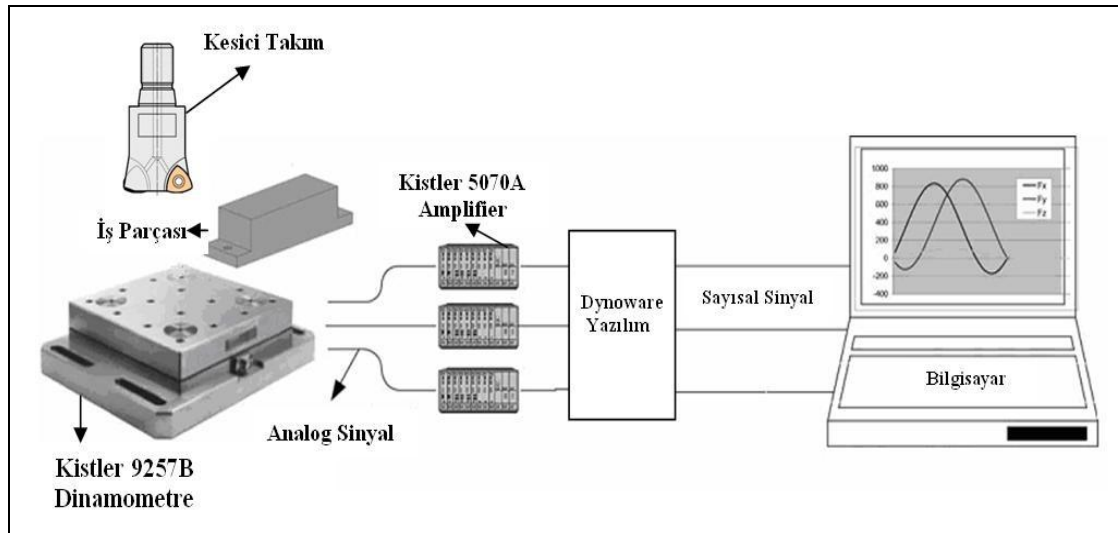 Kesici Takım
İş Parçası
Kistler 5070A
Amplifier
Kistler 9257B
Dinamometre
Analog Sinyal
Dynoware
Yazılım
Sayısal Sinyal
1000
800
600
400
200
0
-200
-400
Fx
Fy
Fz
Bilgisayar